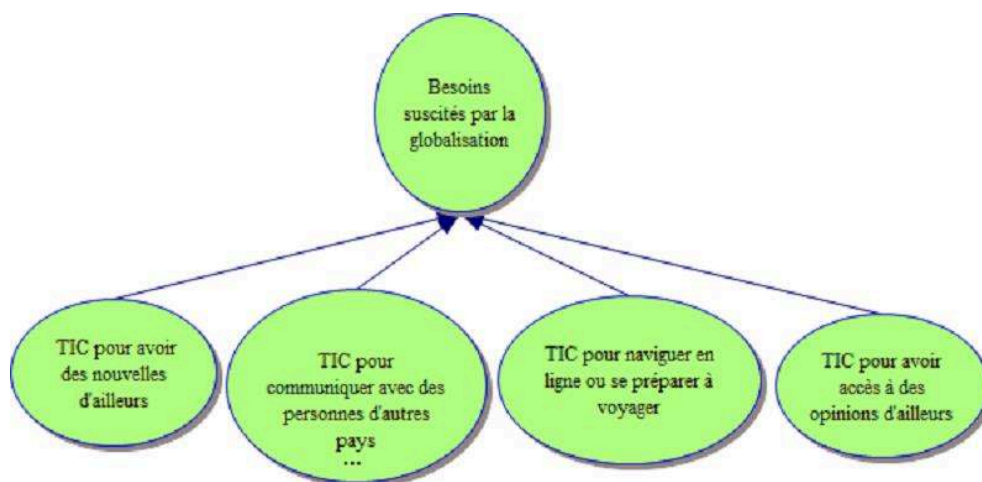 Besoins
suscités par la
globalisation
TIC pour avoir
des nouvelles
d'ailleurs
TIC pour
communiquer avec des
personnes d'autres
pays
...
TIC pour naviguer en
ligne ou se préparer à
voyager
TIC pour avoir
accès à des
opinions d'ailleurs